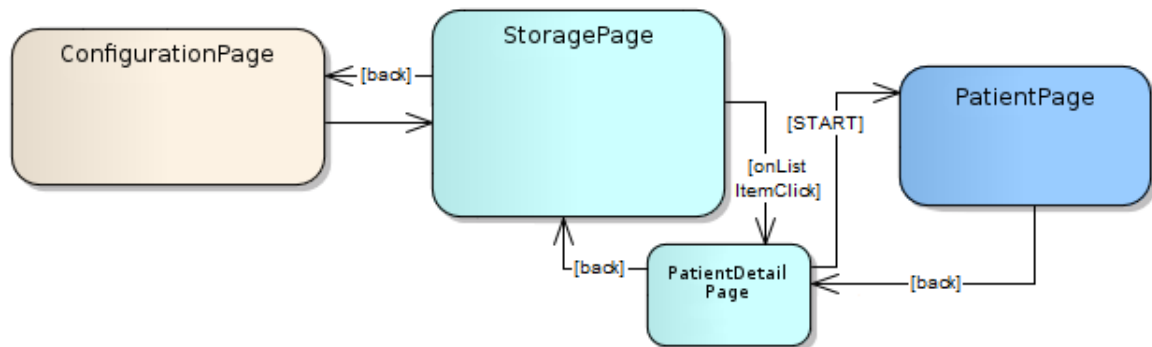 ConfigurationPage
StoragePage
[back]
PatientPage
[START]
[onList
ItemClick]
PatientDetail
Page
[back]
[back]